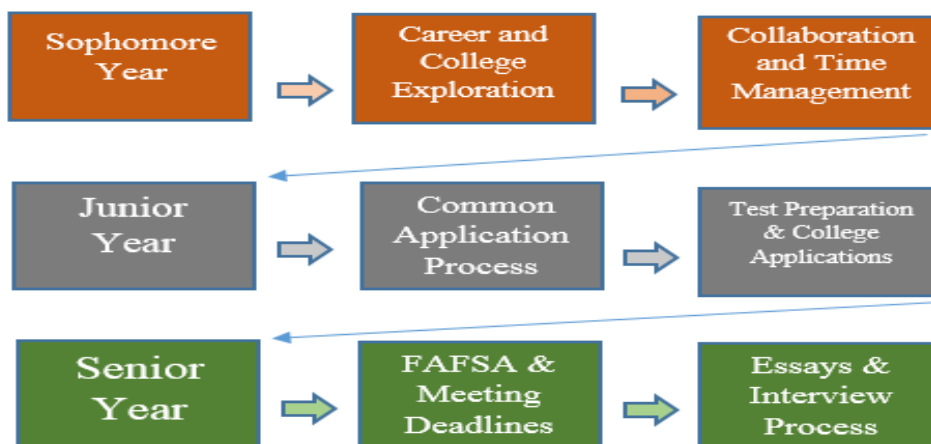 Sophomore
Year
Career and
College
Exploration
Collaboration
and Time
Management
Junior
Year
Common
Application
Process
Test Preparation
& College
Applications
Senior
Year
FAFSA &
Meeting
Deadlines
Essays &
Interview
Process